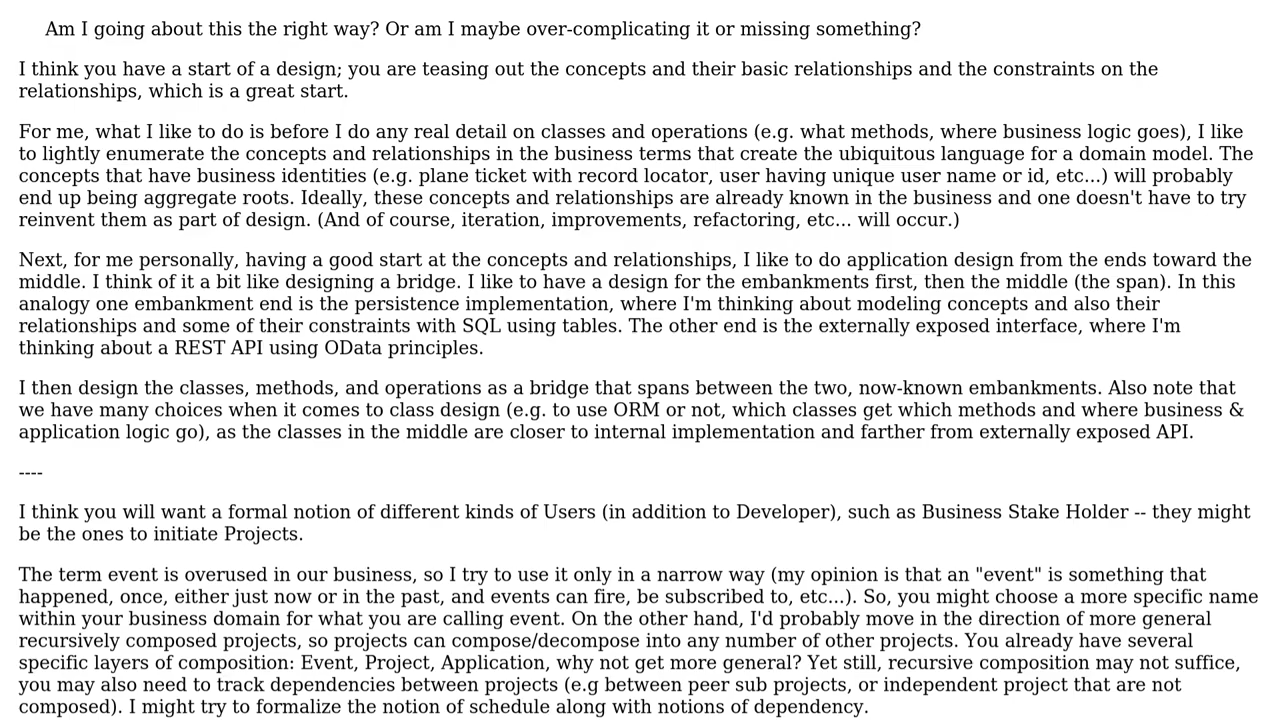 Am I going about this the right way? Or am I maybe over-complicating it or missing something?
I think you have a start of a design; you are teasing out the concepts and their basic relationships and the constraints on the
relationships, which is a great start.
For me, what I like to do is before I do any real detail on classes and operations (e.g. what methods, where business logic goes), I like
to lightly enumerate the concepts and relationships in the business terms that create the ubiquitous language for a domain model. The
concepts that have business identities (e.g. plane ticket with record locator, user having unique user name or id, etc...) will probably
end up being aggregate roots. Ideally, these concepts and relationships are already known in the business and one doesn't have to try
reinvent them as part of design. (And of course, iteration, improvements, refactoring, etc... will occur.)
Next, for me personally, having a good start at the concepts and relationships, I like to do application design from the ends toward the
middle. I think of it a bit like designing a bridge. I like to have a design for the embankments first, then the middle (the span). In this
analogy one embankment end is the persistence implementation, where I'm thinking about modeling concepts and also their
relationships and some of their constraints with SQL using tables. The other end is the externally exposed interface, where I'm
thinking about a REST API using OData principles.
I then design the classes, methods, and operations as a bridge that spans between the two, now-known embankments. Also note that
we have many choices when it comes to class design (e.g. to use ORM or not, which classes get which methods and where business &
application logic go), as the classes in the middle are closer to internal implementation and farther from externally exposed API.
----
I think you will want a formal notion of different kinds of Users (in addition to Developer), such as Business Stake Holder -- they might
be the ones to initiate Projects.
The term event is overused in our business, so I try to use it only in a narrow way (my opinion is that an "event" is something that
happened, once, either just now or in the past, and events can fire, be subscribed to, etc...). So, you might choose a more specific name
within your business domain for what you are calling event. On the other hand, I'd probably move in the direction of more general
recursively composed projects, so projects can compose/decompose into any number of other projects. You already have several
specific layers of composition: Event, Project, Application, why not get more general? Yet still, recursive composition may not suffice,
you may also need to track dependencies between projects (e.g between peer sub projects, or independent project that are not
composed). I might try to formalize the notion of schedule along with notions of dependency.